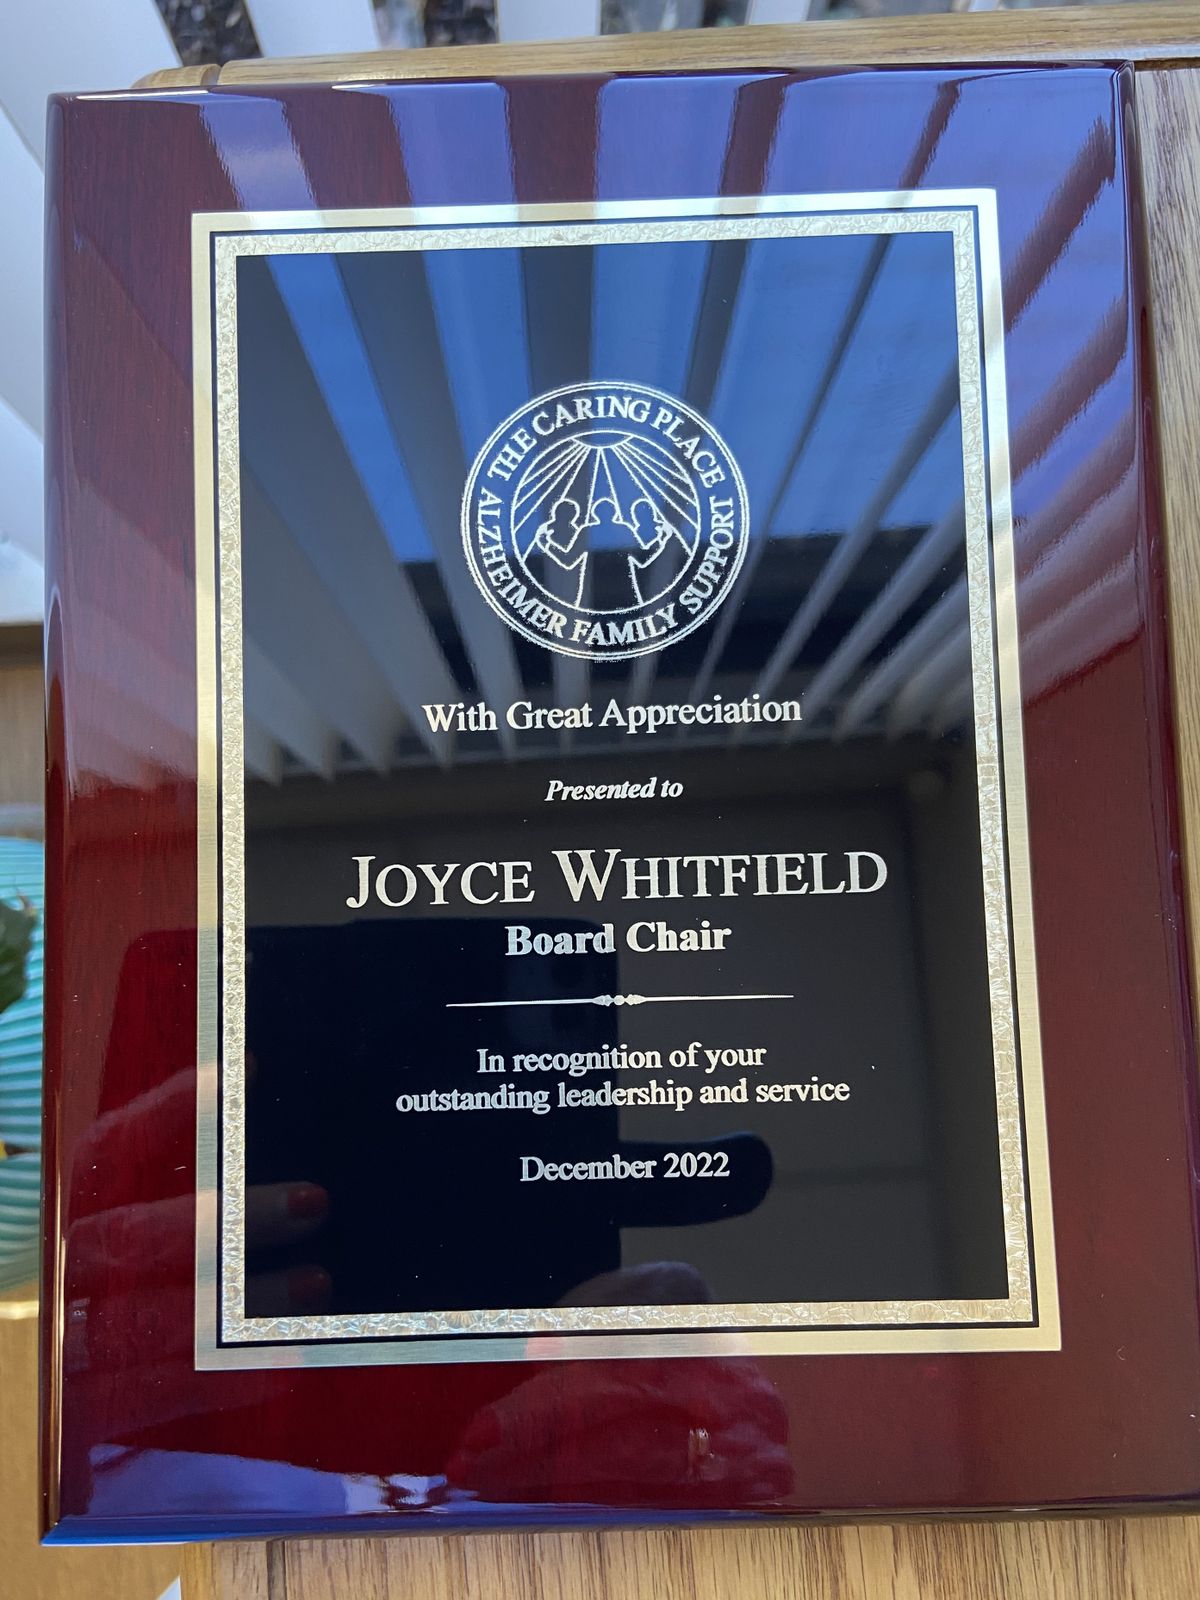 THE CARING PLACE
ALZHEIMER FAMILY SUPPORT
With Great Appreciation
Presented to
JOYCE WHITFIELD
Board Chair
In recognition of your
outstanding leadership and service
December 2022